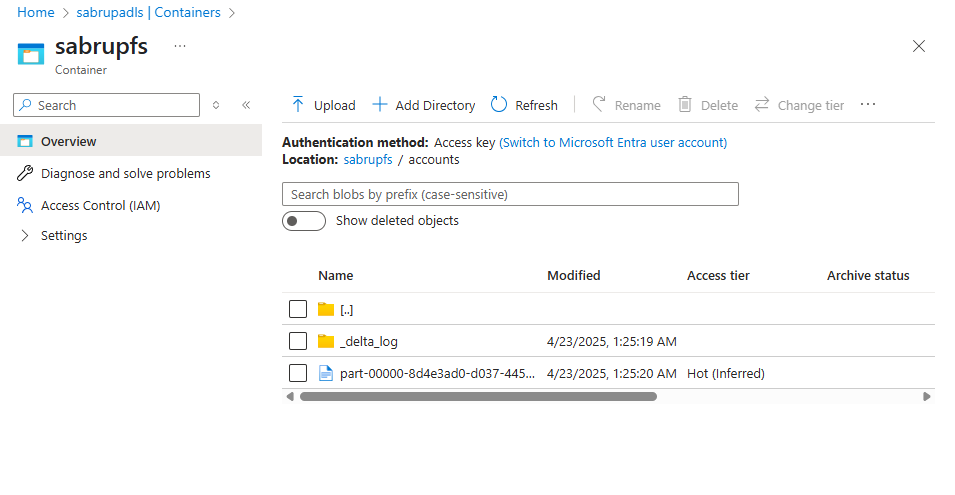 Home > sabrupadls | Containers >
sabrupfs ...
Container
Search
Overview
Diagnose and solve problems
Access Control (IAM)
Settings
Upload Add Directory Refresh Rename Delete Change tier ...
Authentication method: Access key (Switch to Microsoft Entra user account)
Location: sabrupfs / accounts
Search blobs by prefix (case-sensitive)
Show deleted objects
Name Modified Access tier Archive status
[..]
_delta_log 4/23/2025, 1:25:19 AM
part-00000-8d4e3ad0-d037-445... 4/23/2025, 1:25:20 AM Hot (Inferred)